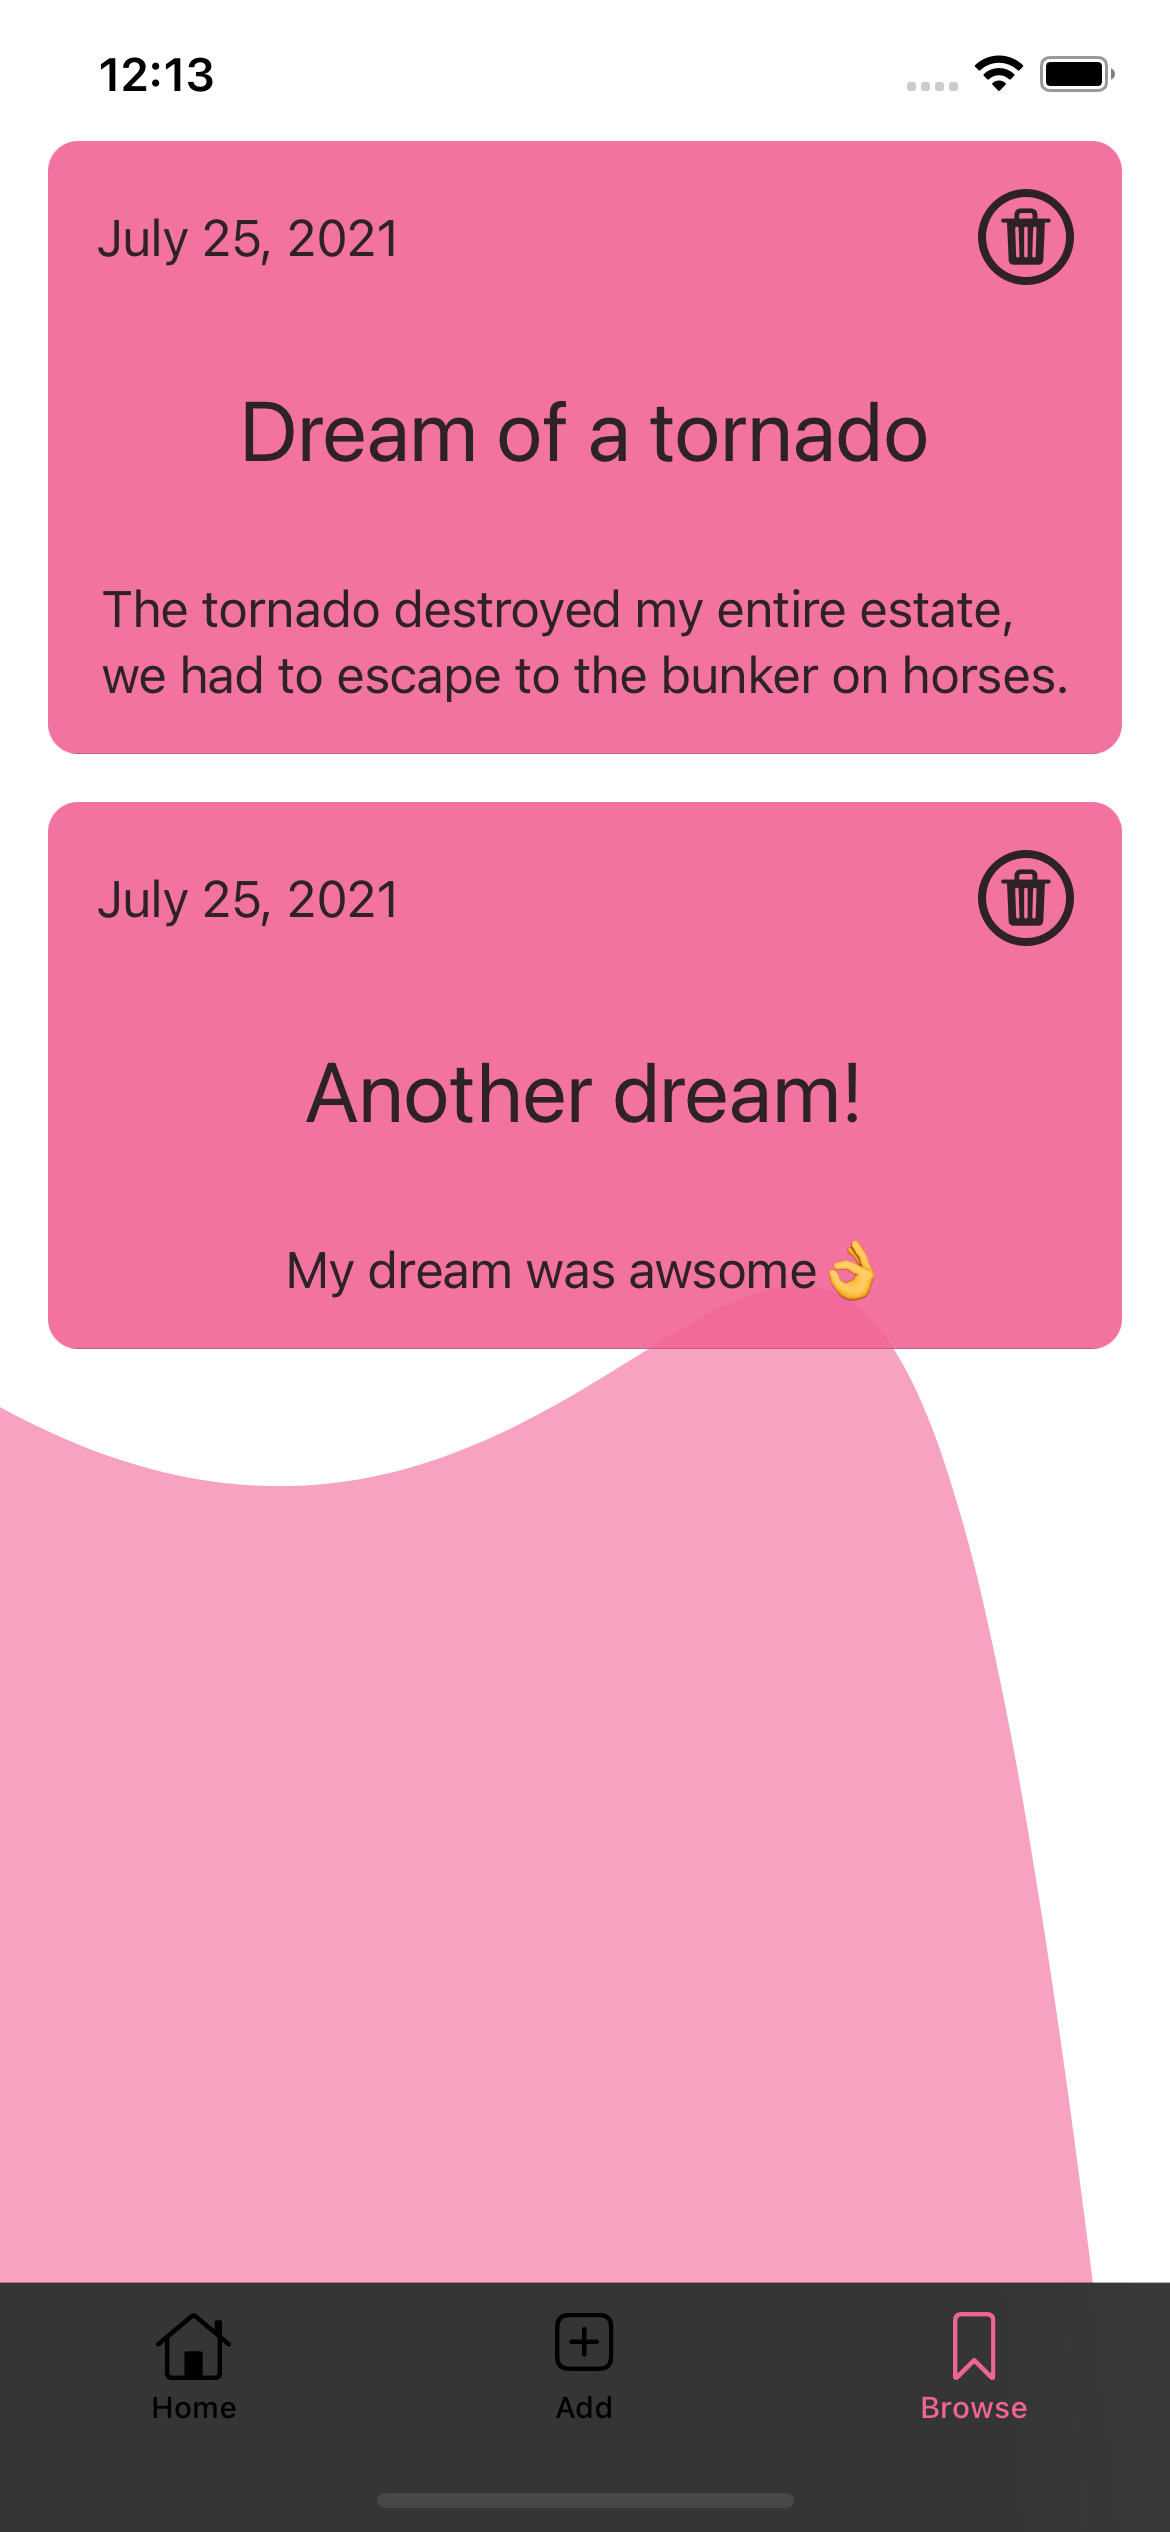 12:13
July 25, 2021
Dream of a tornado
The tornado destroyed my entire estate,
we had to escape to the bunker on horses.
July 25, 2021
Another dream!
My dream was awsome👌
Home
Add
Browse